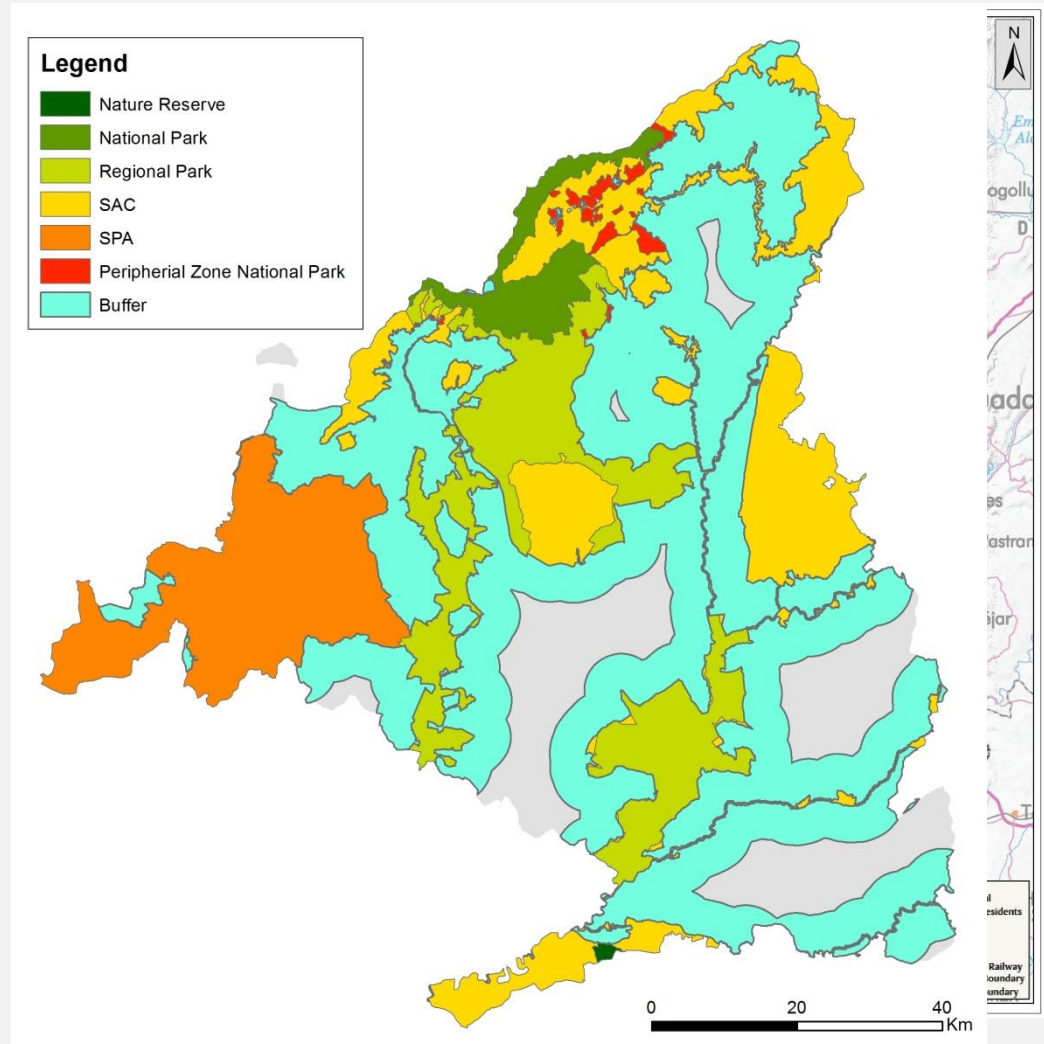 Legend
Nature Reserve
National Park
Regional Park
SAC
SPA
Peripherial Zone National Park
Buffer
N
0 20 40
Km
Railway